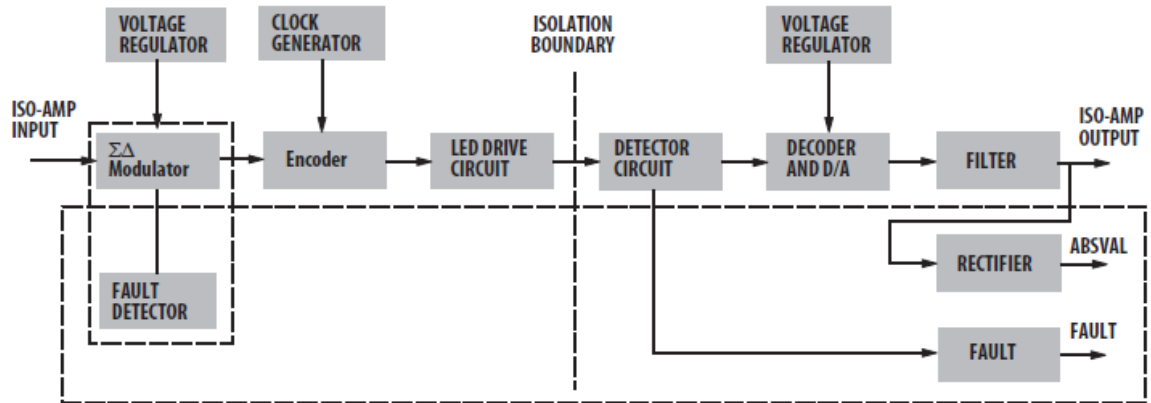 VOLTAGE
REGULATOR
CLOCK
GENERATOR
ISOLATION
BOUNDARY
VOLTAGE
REGULATOR
ISO-AMP
INPUT
ΣΔ
Modulator
Encoder
LED DRIVE
CIRCUIT
DETECTOR
CIRCUIT
DECODER
AND D/A
FILTER
ISO-AMP
OUTPUT
FAULT
DETECTOR
RECTIFIER
ABSVAL
FAULT
FAULT